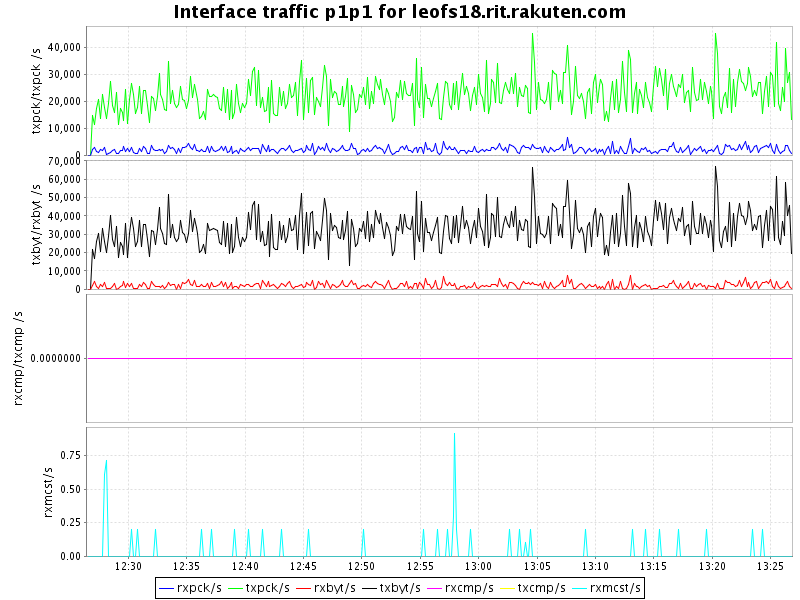 Interface traffic p1p1 for leofs18.rit.rakuten.com
txpck/txpck /s
40,000
30,000
20,000
10,000
0
txbyt/rxbyt /s
70,000
60,000
50,000
40,000
30,000
20,000
10,000
0
rxcmp/txcmp /s
0.0000000
rxmcst/s
0.75
0.50
0.25
0.00
12:30 12:35 12:40 12:45 12:50 12:55 13:00 13:05 13:10 13:15 13:20 13:25
rxpck/s txpck/s rxbyt/s txbyt/s rxcmp/s txcmp/s rxmcst/s